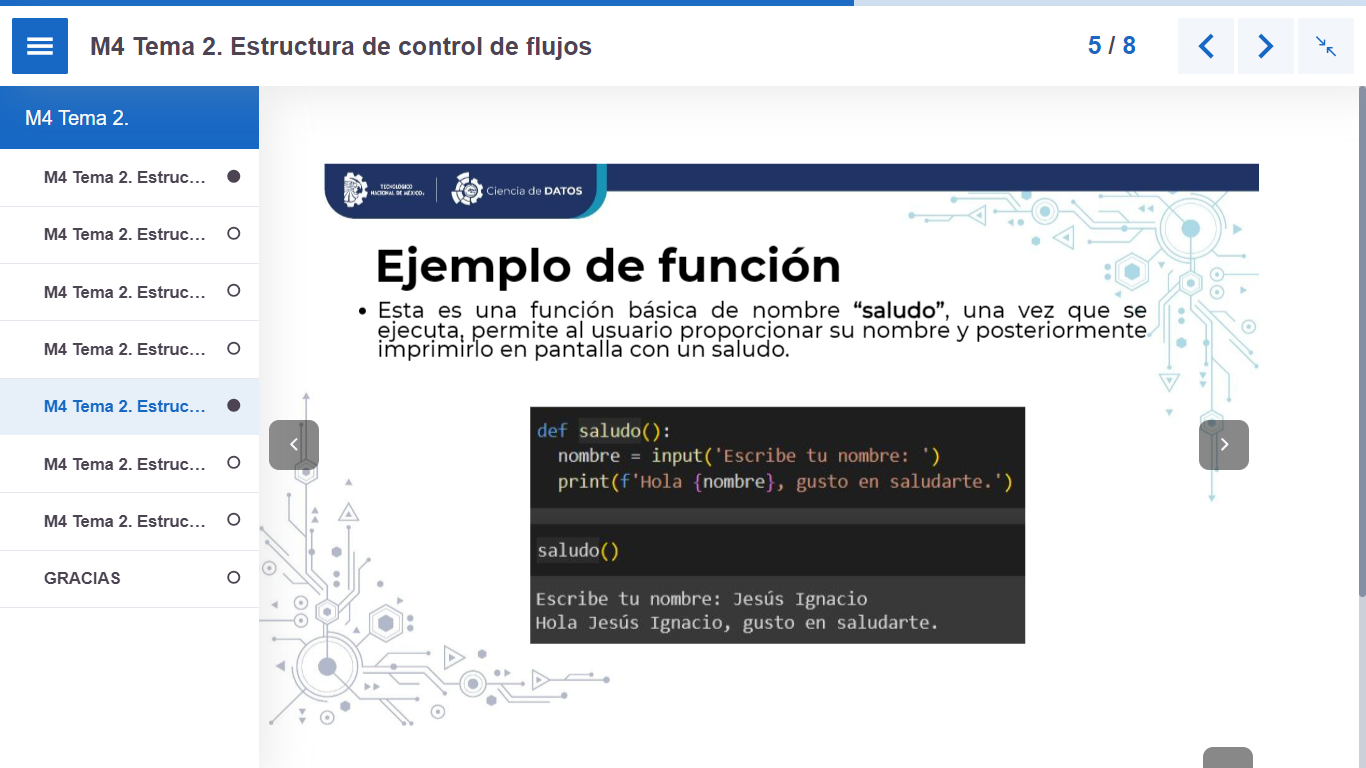 M4 Tema 2. Estructura de control de flujos
5 / 8
M4 Tema 2.
M4 Tema 2. Estruc...
M4 Tema 2. Estruc...
M4 Tema 2. Estruc...
M4 Tema 2. Estruc...
M4 Tema 2. Estruc...
M4 Tema 2. Estruc...
M4 Tema 2. Estruc...
GRACIAS
TECNOLÓGICO
NACIONAL DE MÉXICO
Ciencia de DATOS
Ejemplo de función
• Esta es una función básica de nombre “saludo”, una vez que se
ejecuta, permite al usuario proporcionar su nombre y posteriormente
imprimirlo en pantalla con un saludo.
def saludo():
  nombre = input('Escribe tu nombre: ')
  print(f'Hola {nombre}, gusto en saludarte.')
saludo()
Escribe tu nombre: Jesús Ignacio
Hola Jesús Ignacio, gusto en saludarte.